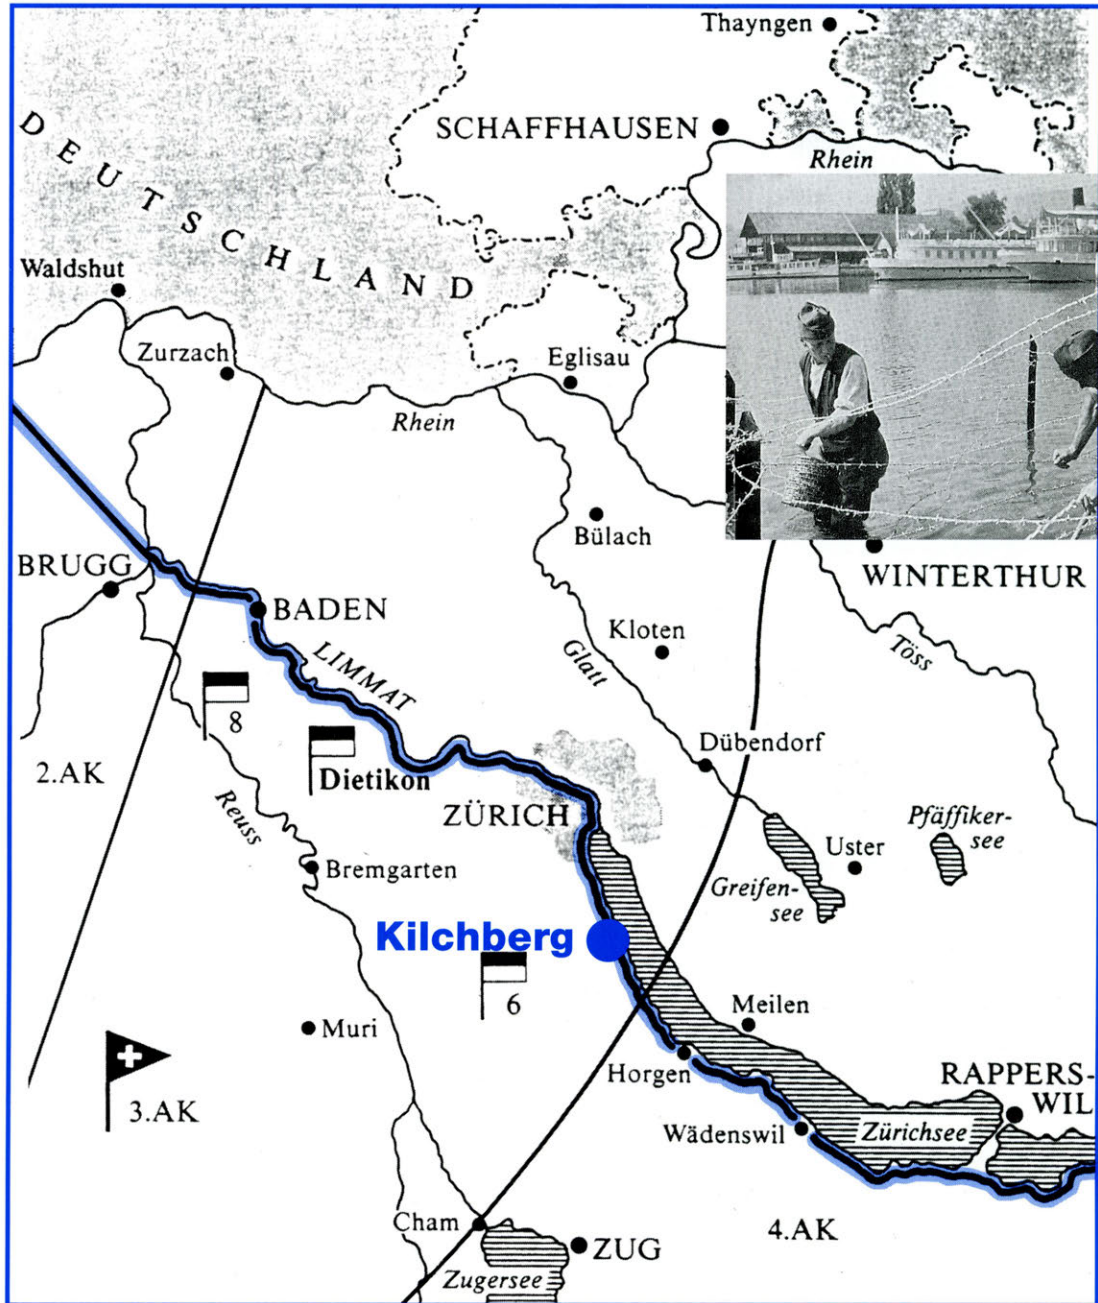 Thayngen
SCHAFFHAUSEN
Rhein
DEUTSCHLAND
Waldshut
Zurzach
Eglisau
Rhein
Bülach
BRUGG
WINTERTHUR
BADEN
Kloten
LIMMAT
Glatt
Töss
8
2.AK
Dietikon
Dübendorf
ZÜRICH
Reuss
Pfäffiker-
see
Uster
Bremgarten
Greifen-
see
Kilchberg
6
Meilen
Muri
Horgen
RAPPERS-
WIL
3.AK
Wädenswil
Zürichsee
Cham
4.AK
ZUG
Zugersee